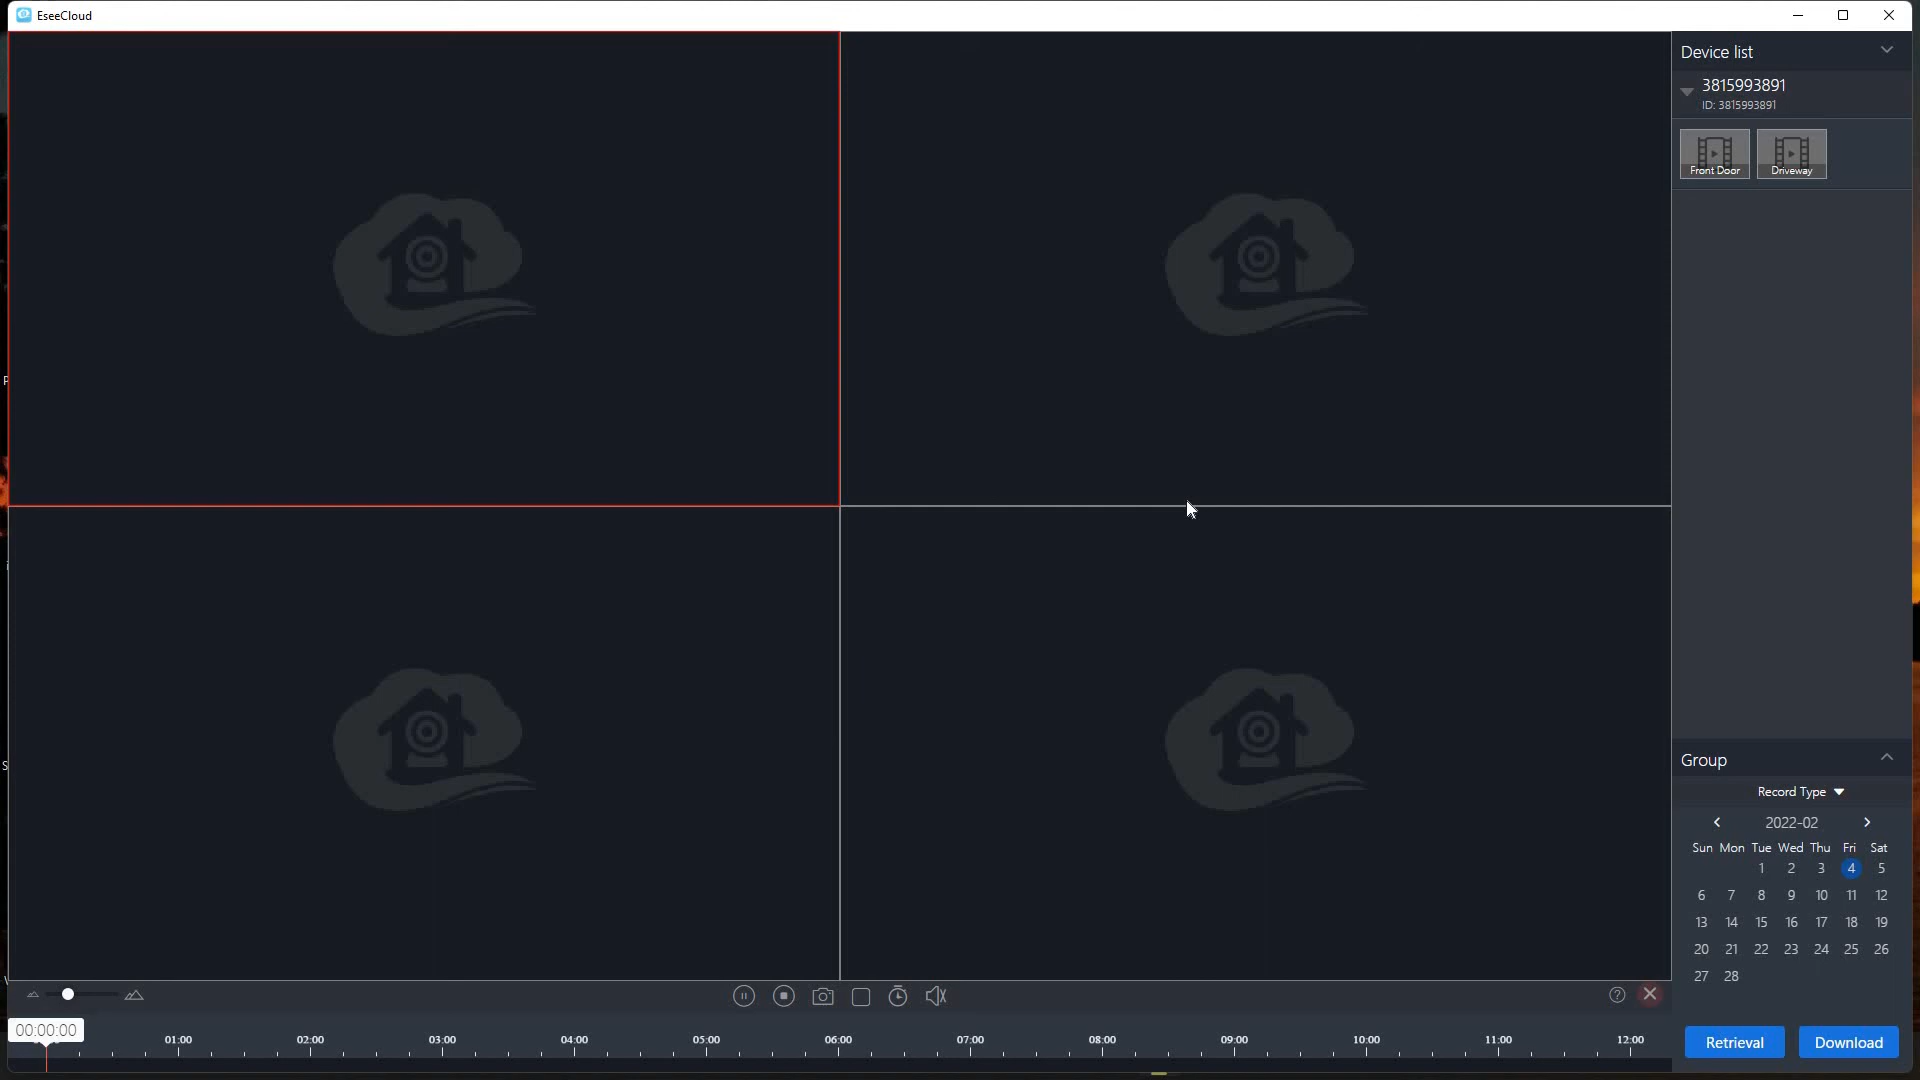 EseeCloud
Device list
3815993891
ID: 3815993891
Front Door Driveway
Group
Record Type
2022-02
Sun Mon Tue Wed Thu Fri Sat
1 2 3 4 5
6 7 8 9 10 11 12
13 14 15 16 17 18 19
20 21 22 23 24 25 26
27 28
00:00:00
01:00 02:00 03:00 04:00 05:00 06:00 07:00 08:00 09:00 10:00 11:00 12:00
Retrieval Download